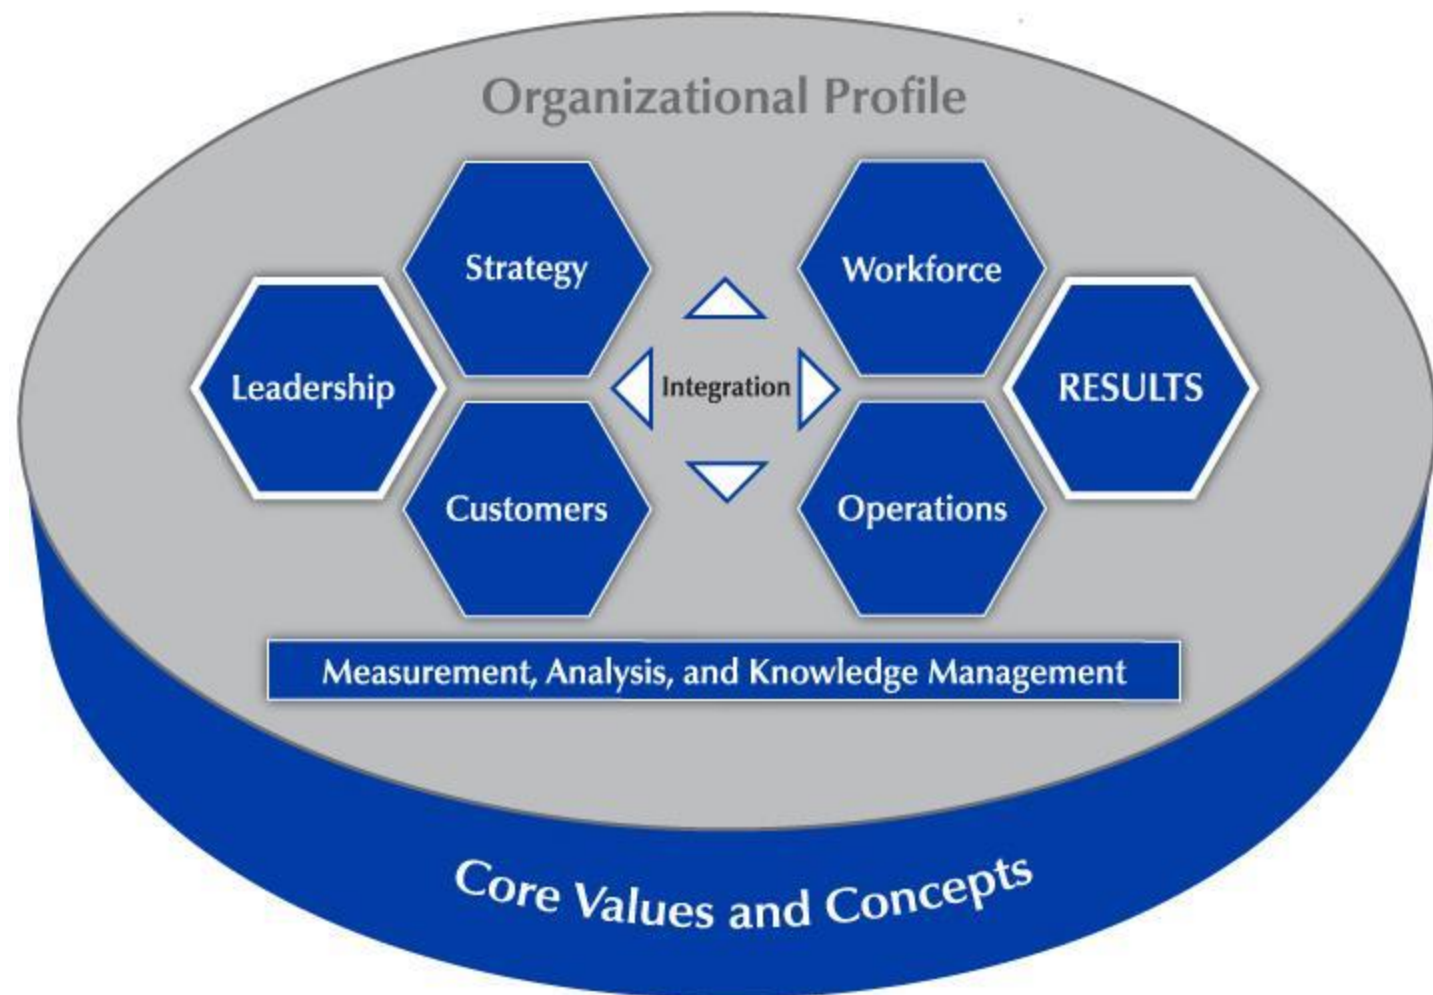 Organizational Profile
Strategy
Workforce
Leadership
Integration
RESULTS
Customers
Operations
Measurement, Analysis, and Knowledge Management
Core Values and Concepts